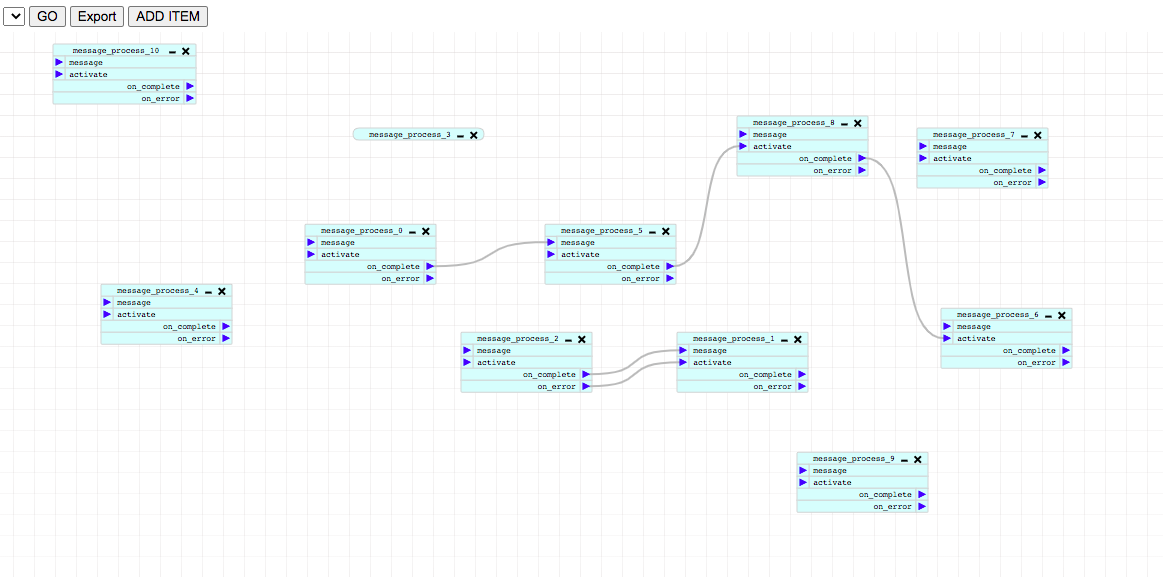 GO Export ADD ITEM
message_process_10
message
activate
on_complete
on_error
message_process_3
message_process_8
message
activate
on_complete
on_error
message_process_7
message
activate
on_complete
on_error
message_process_0
message
activate
on_complete
on_error
message_process_5
message
activate
on_complete
on_error
message_process_4
message
activate
on_complete
on_error
message_process_2
message
activate
on_complete
on_error
message_process_1
message
activate
on_complete
on_error
message_process_6
message
activate
on_complete
on_error
message_process_9
message
activate
on_complete
on_error